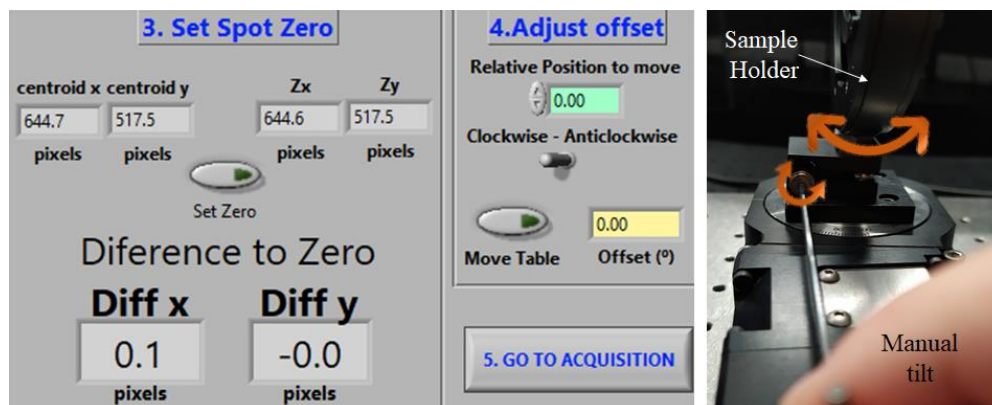 3. Set Spot Zero
centroid x centroid y
Zx
Zy
644.7
517.5
644.6
517.5
pixels
pixels
pixels
pixels
Set Zero
Diference to Zero
Diff x
Diff y
0.1
-0.0
pixels
pixels
4.Adjust offset
Relative Position to move
0.00
Clockwise - Anticlockwise
0.00
Move Table
Offset (º)
5. GO TO ACQUISITION
Sample
Holder
Manual
tilt